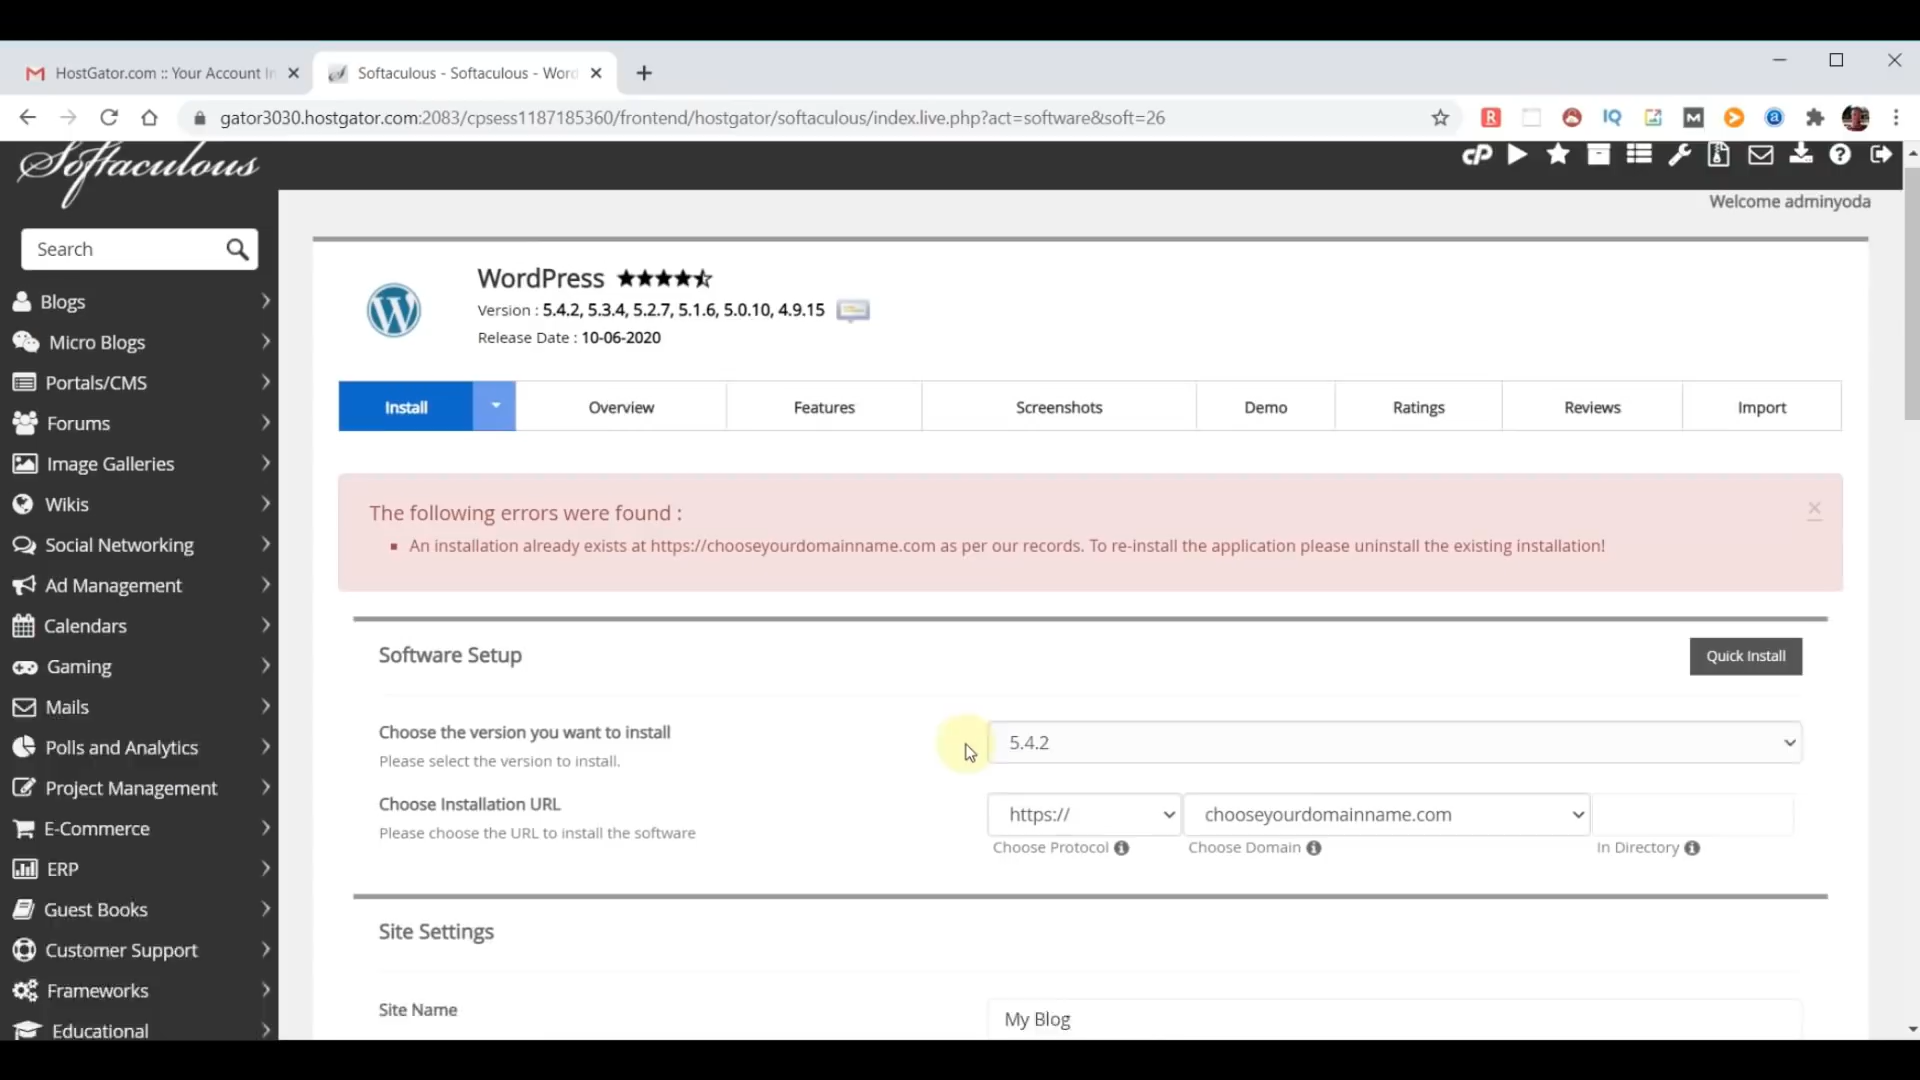 HostGator.com :: Your Account In
Softaculous - Softaculous - Word
gator3030.hostgator.com:2083/cpsess1187185360/frontend/hostgator/softaculous/index.live.php?act=software&soft=26
Softaculous
cP
Welcome adminyoda
Search
Blogs
Micro Blogs
Portals/CMS
Forums
Image Galleries
Wikis
Social Networking
Ad Management
Calendars
Gaming
Mails
Polls and Analytics
Project Management
E-Commerce
ERP
Guest Books
Customer Support
Frameworks
Educational
WordPress
Version : 5.4.2, 5.3.4, 5.2.7, 5.1.6, 5.0.10, 4.9.15
Release Date : 10-06-2020
Install Overview Features Screenshots Demo Ratings Reviews Import
The following errors were found :
An installation already exists at https://chooseyourdomainname.com as per our records. To re-install the application please uninstall the existing installation!
Software Setup
Quick Install
Choose the version you want to install
Please select the version to install.
5.4.2
Choose Installation URL
Please choose the URL to install the software
https:// chooseyourdomainname.com
Choose Protocol Choose Domain In Directory
Site Settings
Site Name
My Blog